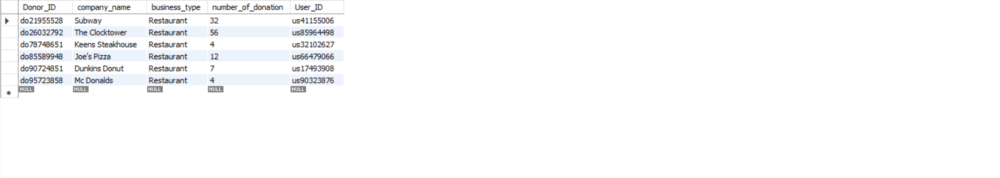 Donor_ID company_name business_type number_of_donation User_ID
do21955528 Subway Restaurant 32 us41155006
do26032792 The Clocktower Restaurant 56 us85964498
do78748651 Keens Steakhouse Restaurant 4 us32102627
do85589948 Joe's Pizza Restaurant 12 us66479066
do90724851 Dunkins Donut Restaurant 7 us17493908
do95723858 Mc Donalds Restaurant 4 us90323876
NULL NULL NULL NULL NULL